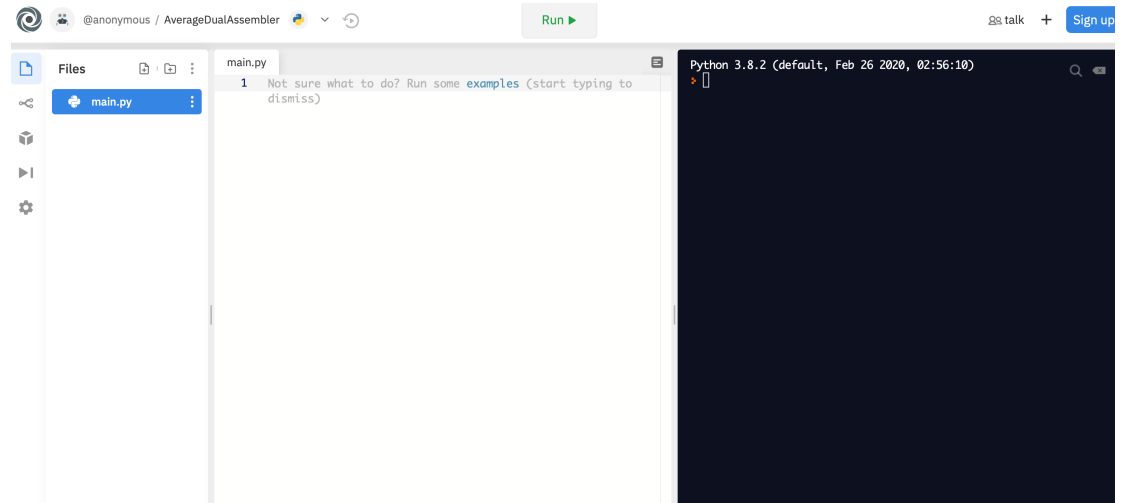 @anonymous / AverageDualAssembler
Run
talk
+
Sign up
Files
main.py
main.py
1 Not sure what to do? Run some examples (start typing to
dismiss)
Python 3.8.2 (default, Feb 26 2020, 02:56:10)